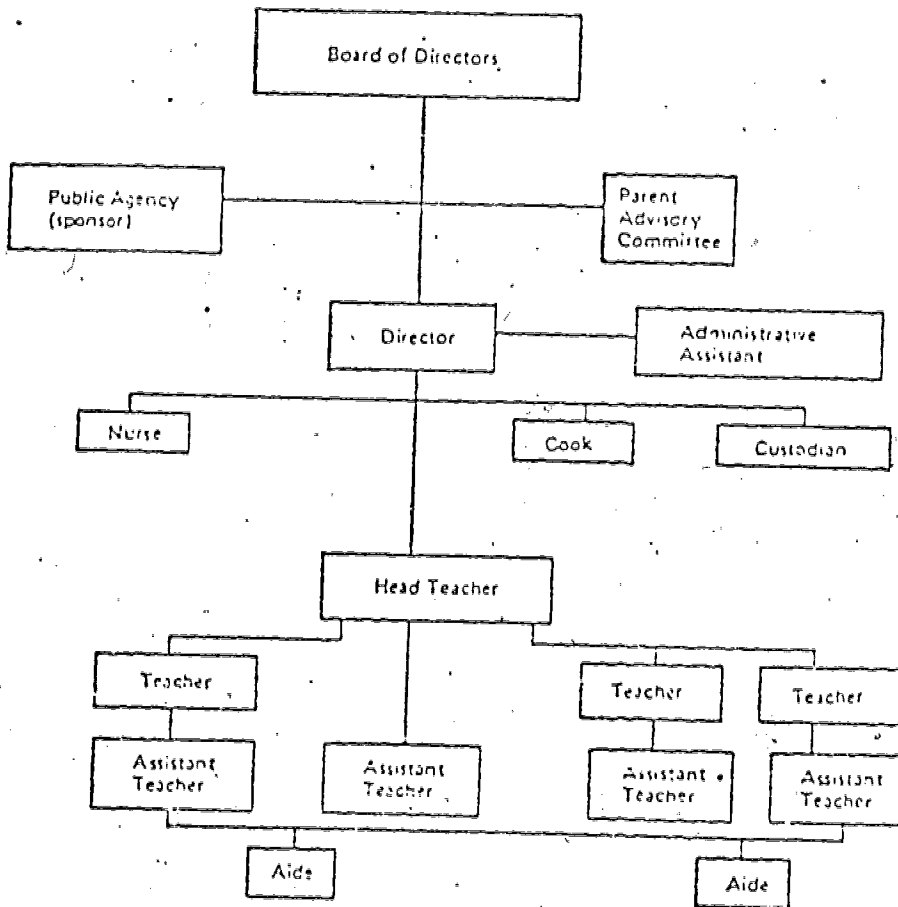 Board of Directors
Public Agency
(sponsor)
Parent
Advisory
Committee
Director
Administrative
Assistant
Nurse
Cook
Custodian
Head Teacher
Teacher
Teacher
Teacher
Assistant
Teacher
Assistant
Teacher
Assistant
Teacher
Assistant
Teacher
Aide
Aide